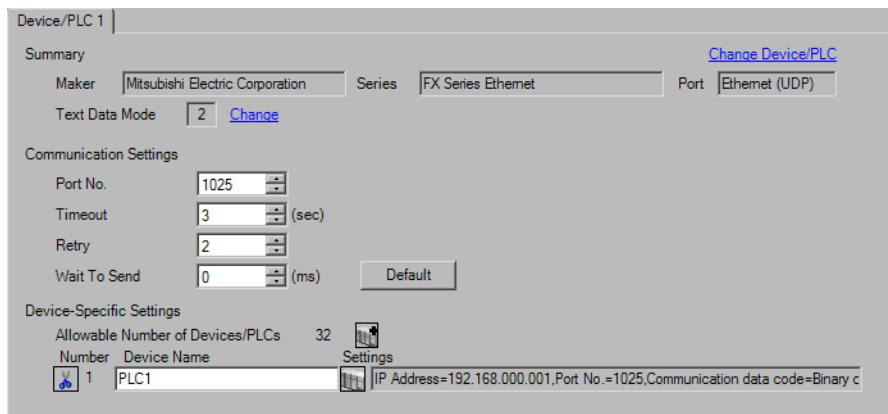 Device/PLC 1
Summary Change Device/PLC
Maker Mitsubishi Electric Corporation Series FX Series Ethernet Port Ethernet (UDP)
Text Data Mode 2 Change
Communication Settings
Port No. 1025
Timeout 3 (sec)
Retry 2
Wait To Send 0 (ms) Default
Device-Specific Settings
Allowable Number of Devices/PLCs 32
Number Device Name Settings
1 PLC1 IP Address=192.168.000.001,Port No.=1025,Communication data code=Binary c